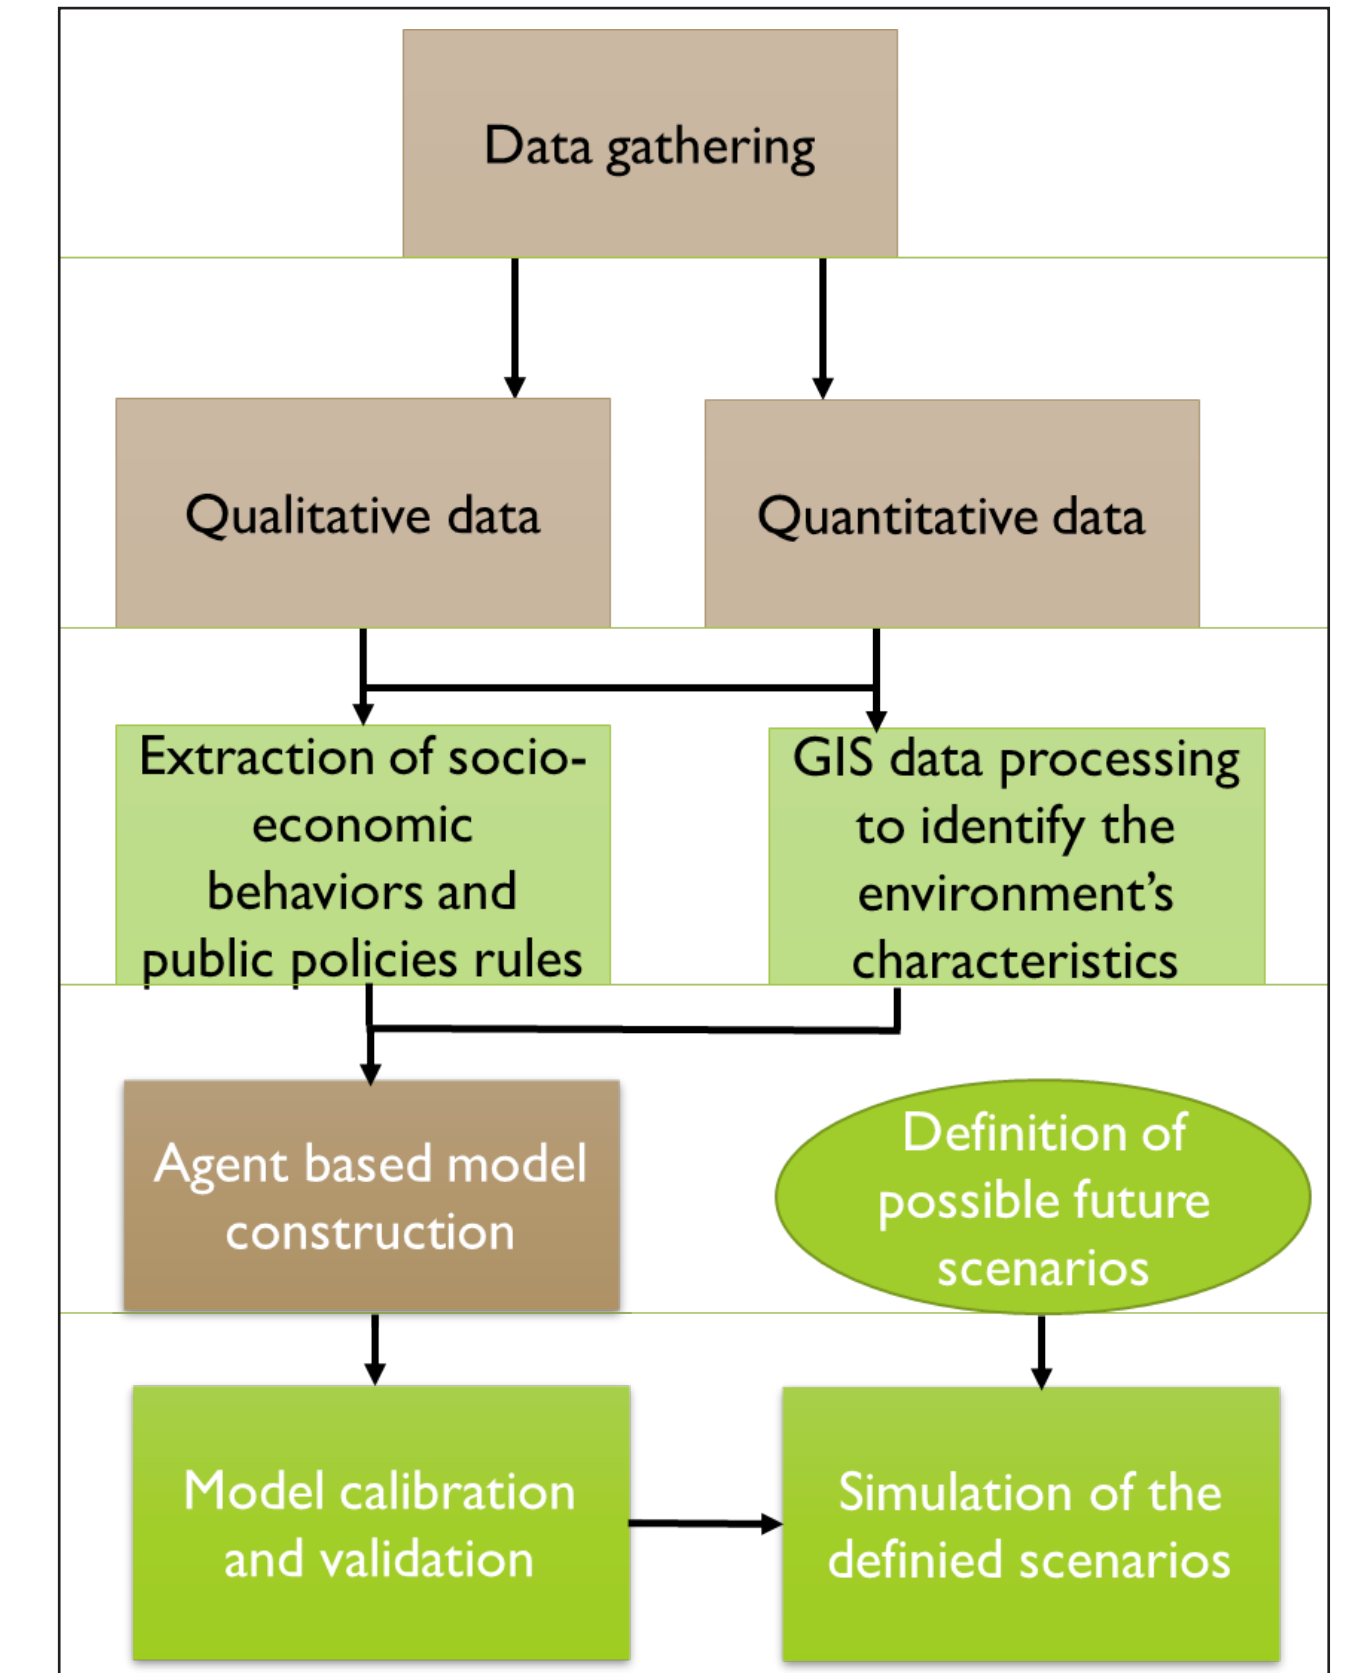 Data gathering
Qualitative data
Quantitative data
Extraction of socio-
economic
behaviors and
public policies rules
GIS data processing
to identify the
environment’s
characteristics
Agent based model
construction
Definition of
possible future
scenarios
Model calibration
and validation
Simulation of the
definied scenarios